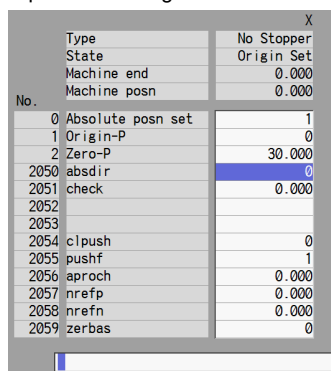 X
Type No Stopper
State Origin Set
Machine end 0.000
Machine posn 0.000
No.
0 Absolute posn set 1
1 Origin-P 0
2 Zero-P 30.000
2050 absdir 0
2051 check 0.000
2052
2053
2054 clpush 0
2055 pushf 1
2056 aproch 0.000
2057 nrefp 0.000
2058 nrefn 0.000
2059 zerbas 0